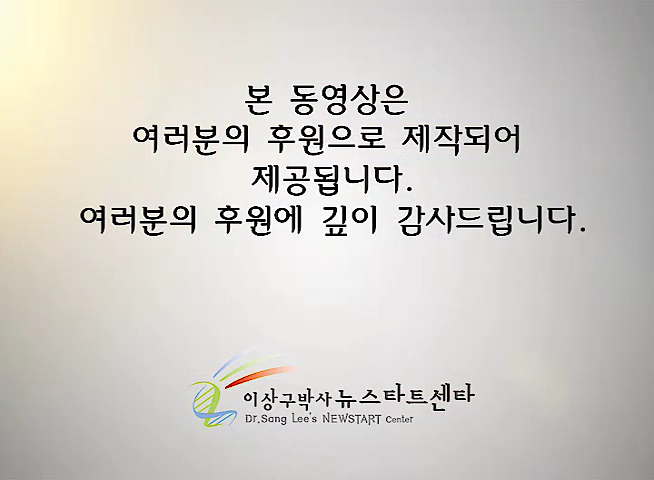 본 동영상은
여러분의 후원으로 제작되어
제공됩니다.
여러분의 후원에 깊이 감사드립니다.
이상구박사 뉴스타트센타
Dr.Sang Lee's NEWSTART Center